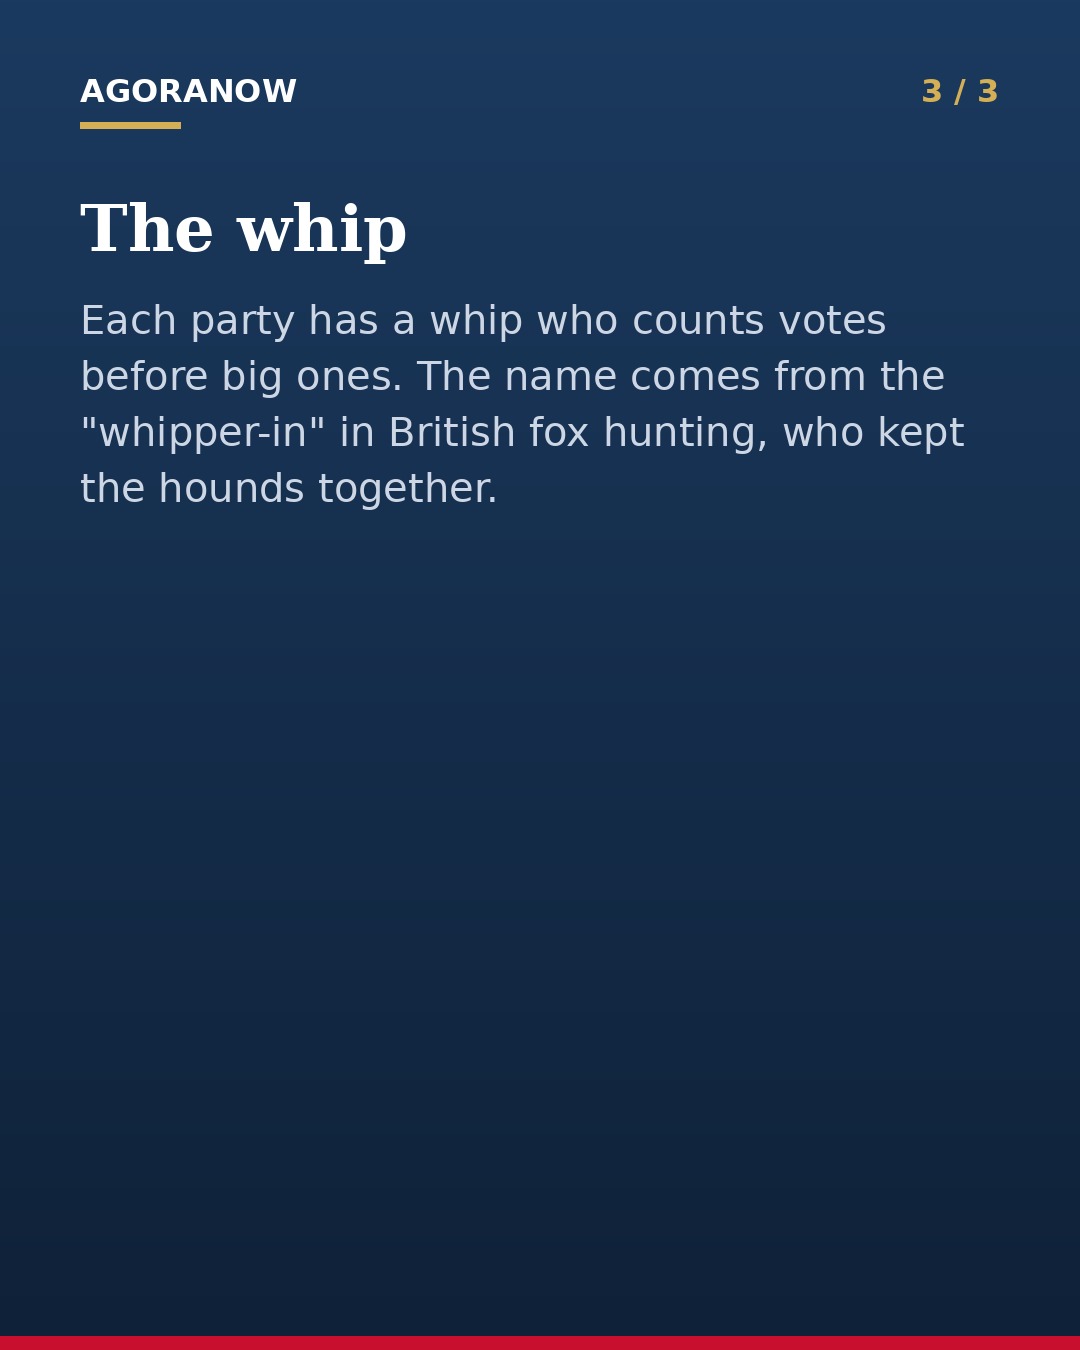 AGORANOW
3 / 3
The whip
Each party has a whip who counts votes
before big ones. The name comes from the
"whipper-in" in British fox hunting, who kept
the hounds together.